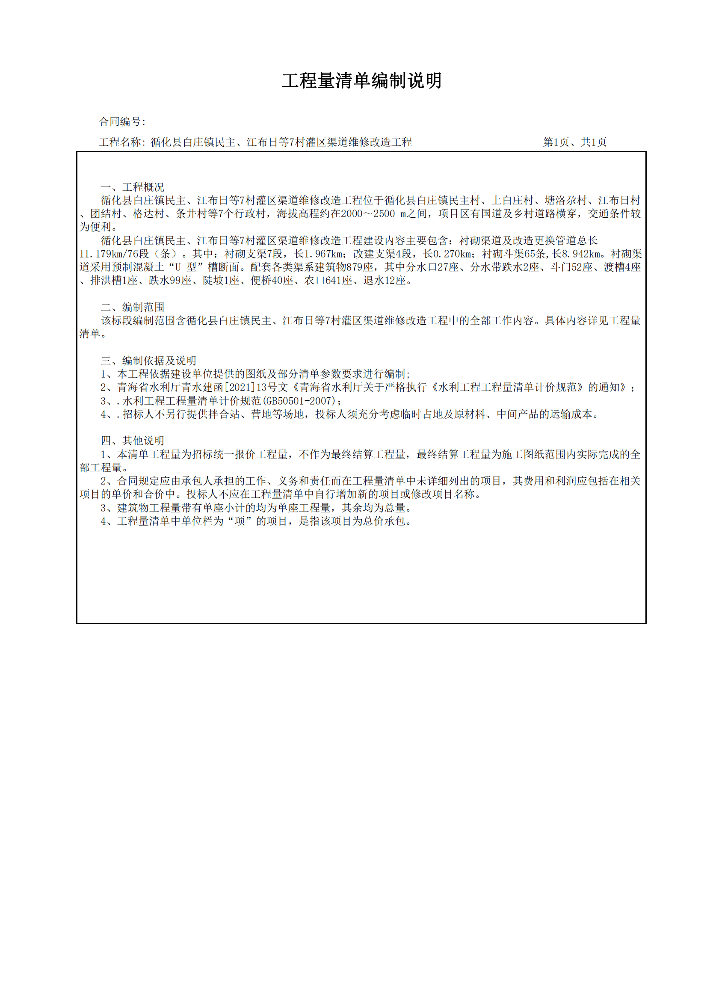 工程量清单编制说明
合同编号:
工程名称: 循化县白庄镇民主、江布日等7村灌区渠道维修改造工程 第1页、共1页
一、工程概况
循化县白庄镇民主、江布日等7村灌区渠道维修改造工程位于循化县白庄镇民主村、上白庄村、塘洛尕村、江布日村
、团结村、格达村、条井村等7个行政村，海拔高程约在2000～2500 m之间，项目区有国道及乡村道路横穿，交通条件较
为便利。
循化县白庄镇民主、江布日等7村灌区渠道维修改造工程建设内容主要包含：衬砌渠道及改造更换管道总长
11.179km/76段（条）。其中：衬砌支渠7段，长1.967km；改建支渠4段，长0.270km；衬砌斗渠65条,长8.942km。衬砌渠
道采用预制混凝土“U 型”槽断面。配套各类渠系建筑物879座，其中分水口27座、分水带跌水2座、斗门52座、渡槽4座
、排洪槽1座、跌水99座、陡坡1座、便桥40座、农口641座、退水12座。
二、编制范围
该标段编制范围含循化县白庄镇民主、江布日等7村灌区渠道维修改造工程中的全部工作内容。具体内容详见工程量
清单。
三、编制依据及说明
1、本工程依据建设单位提供的图纸及部分清单参数要求进行编制;
2、青海省水利厅青水建函[2021]13号文《青海省水利厅关于严格执行《水利工程工程量清单计价规范》的通知》；
3、.水利工程工程量清单计价规范(GB50501-2007)；
4、.招标人不另行提供拌合站、营地等场地，投标人须充分考虑临时占地及原材料、中间产品的运输成本。
四、其他说明
1、本清单工程量为招标统一报价工程量，不作为最终结算工程量，最终结算工程量为施工图纸范围内实际完成的全
部工程量。
2、合同规定应由承包人承担的工作、义务和责任而在工程量清单中未详细列出的项目，其费用和利润应包括在相关
项目的单价和合价中。投标人不应在工程量清单中自行增加新的项目或修改项目名称。
3、建筑物工程量带有单座小计的均为单座工程量，其余均为总量。
4、工程量清单中单位栏为“项”的项目，是指该项目为总价承包。